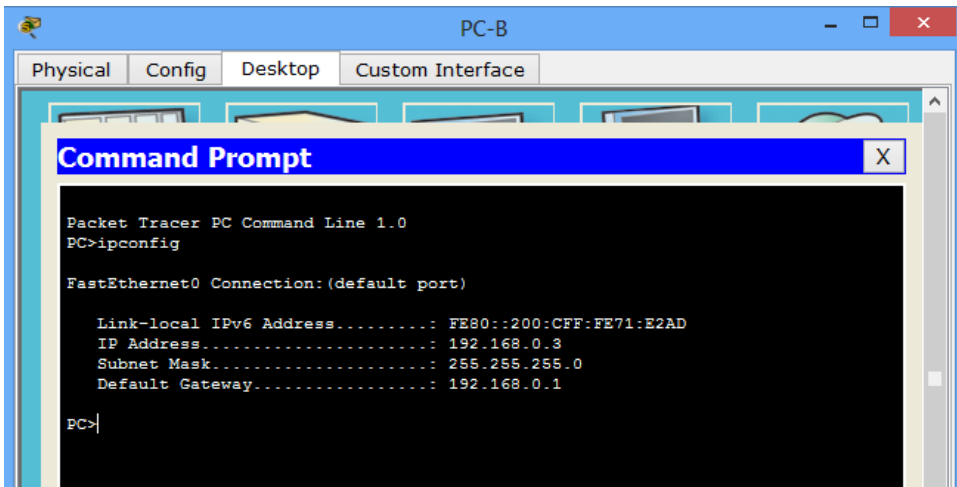 PC-B
Physical Config Desktop Custom Interface
Command Prompt X
Packet Tracer PC Command Line 1.0
PC>ipconfig
FastEthernet0 Connection:(default port)
Link-local IPv6 Address.........: FE80::200:CFF:FE71:E2AD
IP Address......................: 192.168.0.3
Subnet Mask.....................: 255.255.255.0
Default Gateway.................: 192.168.0.1
PC>